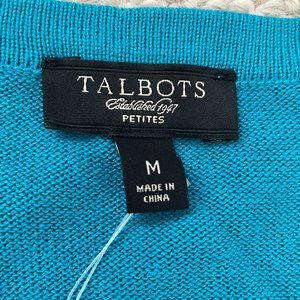 TALBOTS
Established 1947
PETITES
M
MADE IN
CHINA